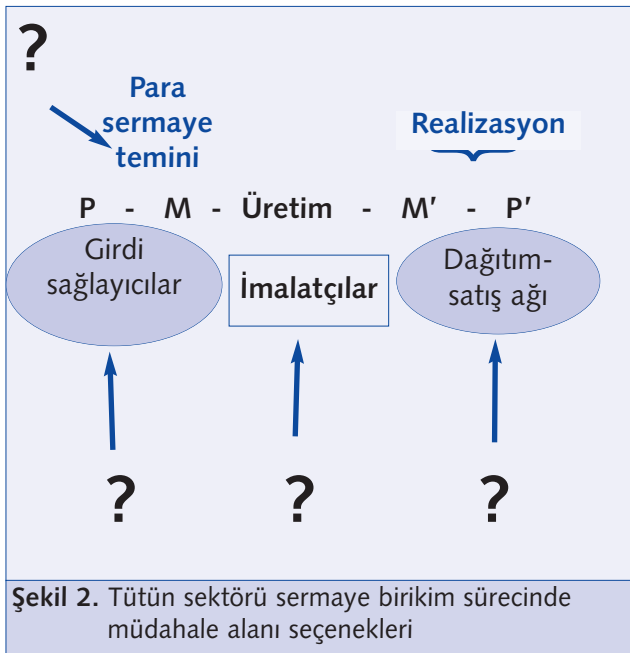 ?
Para
sermaye
temini
Realizasyon
P - M - Üretim - M' - P'
Girdi
sağlayıcılar
İmalatçılar
Dağıtım-
satış ağı
? ? ?
Şekil 2. Tütün sektörü sermaye birikim sürecinde
müdahale alanı seçenekleri